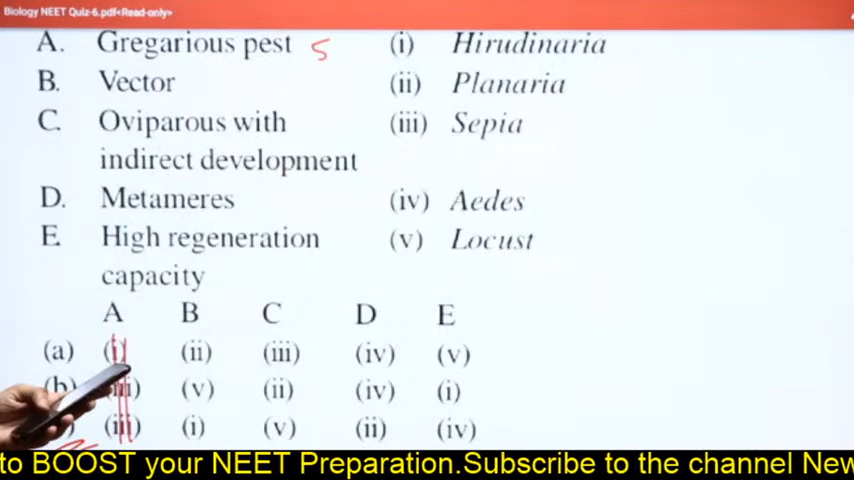 Biology NEET Quiz-6.pdf<Read-only>
A. Gregarious pest 5 (i) Hirudinaria
B. Vector (ii) Planaria
C. Oviparous with (iii) Sepia
indirect development
D. Metameres (iv) Aedes
E. High regeneration (v) Locust
capacity
A B C D E
(a) (i) (ii) (iii) (iv) (v)
(b) (iii) (v) (ii) (iv) (i)
(iii) (i) (v) (ii) (iv)
to BOOST your NEET Preparation.Subscribe to the channel New